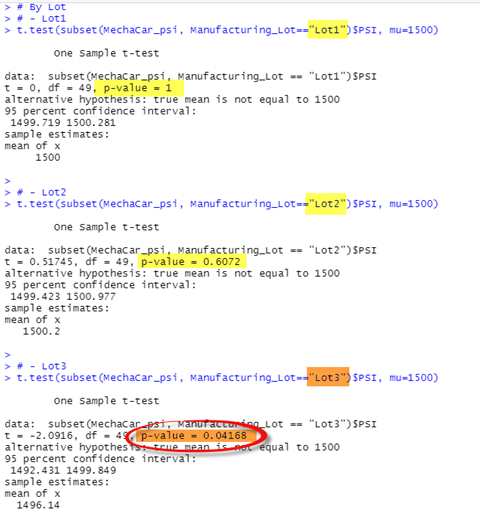 > # By Lot
> # - Lot1
> t.test(subset(MechaCar_psi, Manufacturing_Lot=="Lot1")$PSI, mu=1500)
One Sample t-test
data: subset(MechaCar_psi, Manufacturing_Lot == "Lot1")$PSI
t = 0, df = 49, p-value = 1
alternative hypothesis: true mean is not equal to 1500
95 percent confidence interval:
1499.719 1500.281
sample estimates:
mean of x
1500
>
> # - Lot2
> t.test(subset(MechaCar_psi, Manufacturing_Lot=="Lot2")$PSI, mu=1500)
One Sample t-test
data: subset(MechaCar_psi, Manufacturing_Lot == "Lot2")$PSI
t = 0.51745, df = 49, p-value = 0.6072
alternative hypothesis: true mean is not equal to 1500
95 percent confidence interval:
1499.423 1500.977
sample estimates:
mean of x
1500.2
>
> # - Lot3
> t.test(subset(MechaCar_psi, Manufacturing_Lot=="Lot3")$PSI, mu=1500)
One Sample t-test
data: subset(MechaCar_psi, Manufacturing_Lot == "Lot3")$PSI
t = -2.0916, df = 49, p-value = 0.04168
alternative hypothesis: true mean is not equal to 1500
95 percent confidence interval:
1492.431 1499.849
sample estimates:
mean of x
1496.14